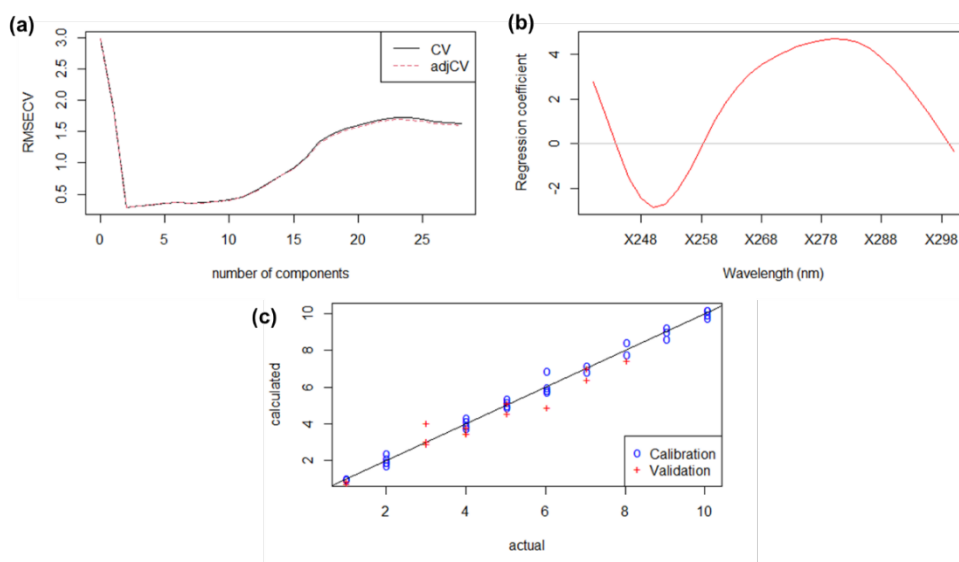 (a)
3.0
2.5
2.0
1.5
1.0
0.5
RMSECV
CV
adjCV
0 5 10 15 20 25
number of components
(b)
4
2
0
-2
Regression coefficient
X248 X258 X268 X278 X288 X298
Wavelength (nm)
(c)
10
8
6
4
2
calculated
Calibration
Validation
2 4 6 8 10
actual